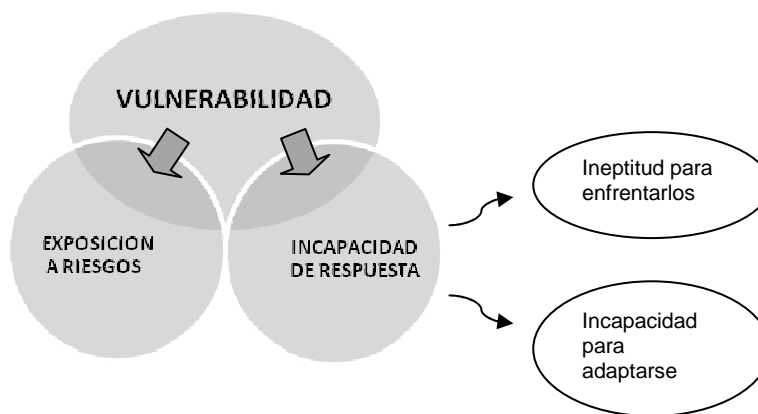 VULNERABILIDAD
EXPOSICION
A RIESGOS
INCAPACIDAD
DE RESPUESTA
Ineptitud para
enfrentarlos
Incapacidad
para
adaptarse